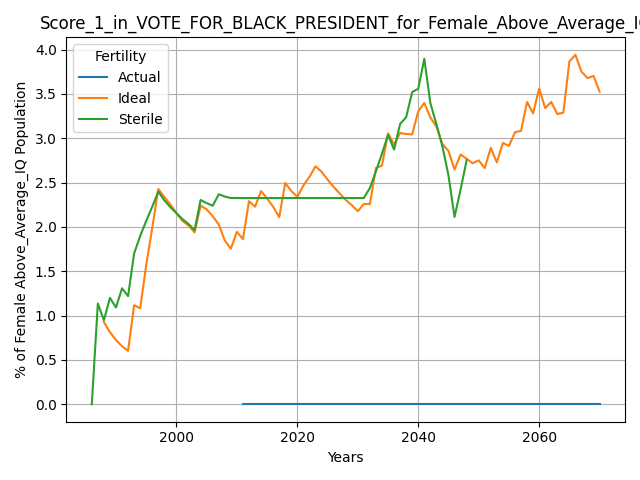 Score_1_in_VOTE_FOR_BLACK_PRESIDENT_for_Female_Above_Average_IQ
Fertility
Actual
Ideal
Sterile
% of Female Above_Average_IQ Population
4.0
3.5
3.0
2.5
2.0
1.5
1.0
0.5
0.0
2000 2020 2040 2060
Years